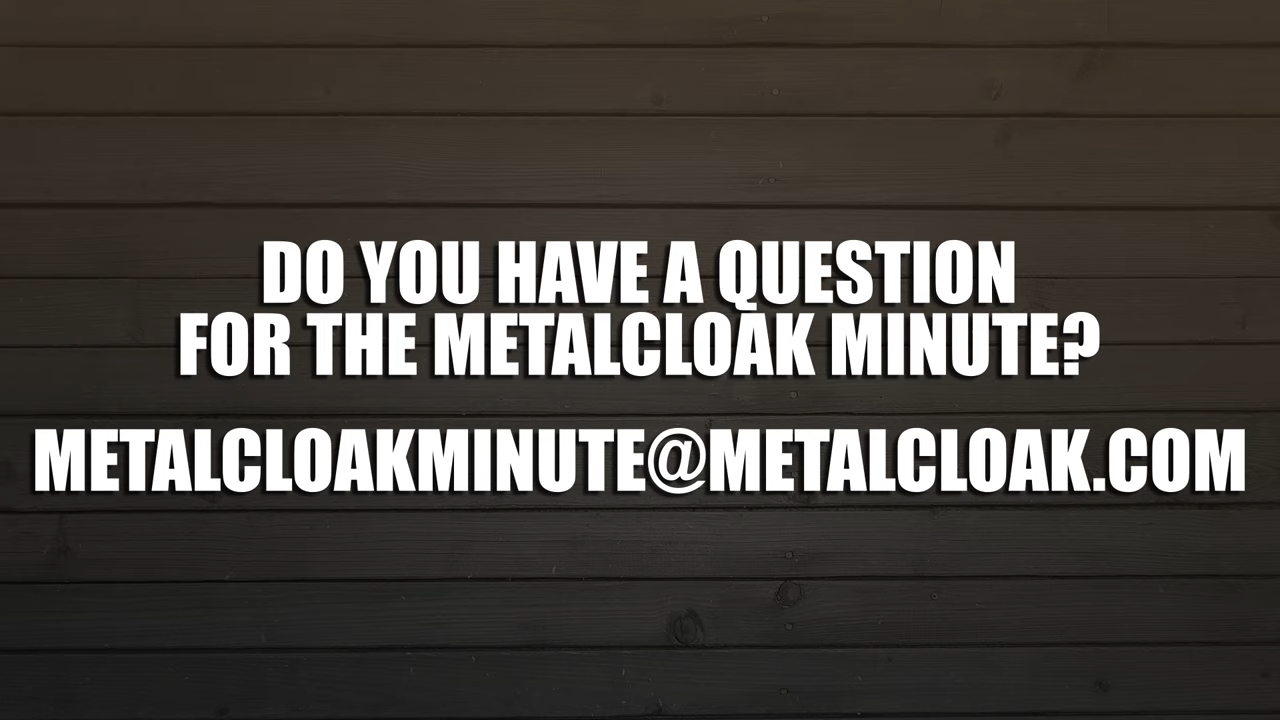 DO YOU HAVE A QUESTION
FOR THE METALCLOAK MINUTE?
METALCLOAKMINUTE@METALCLOAK.COM